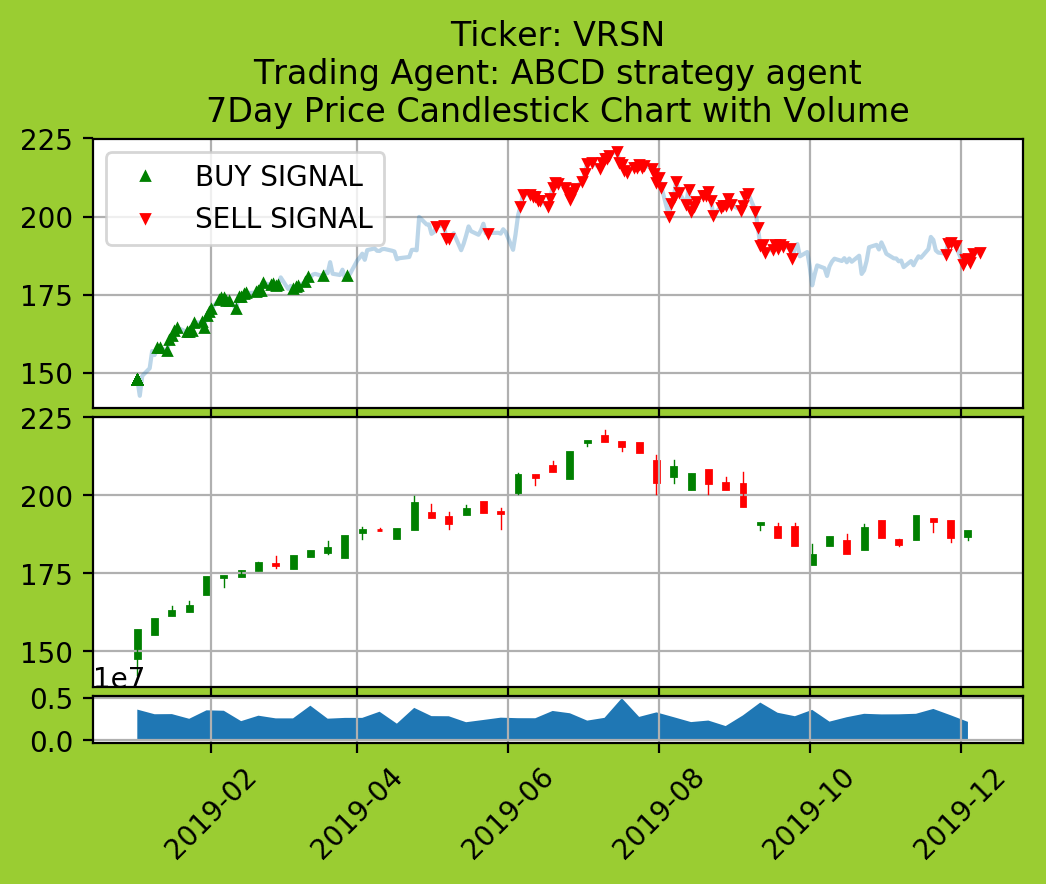 Ticker: VRSN
Trading Agent: ABCD strategy agent
7Day Price Candlestick Chart with Volume
225
BUY SIGNAL
200
SELL SIGNAL
175
150
225
200
175
150
1e7
0.5
0.0
2019-02
2019-04
2019-06
2019-08
2019-10
2019-12